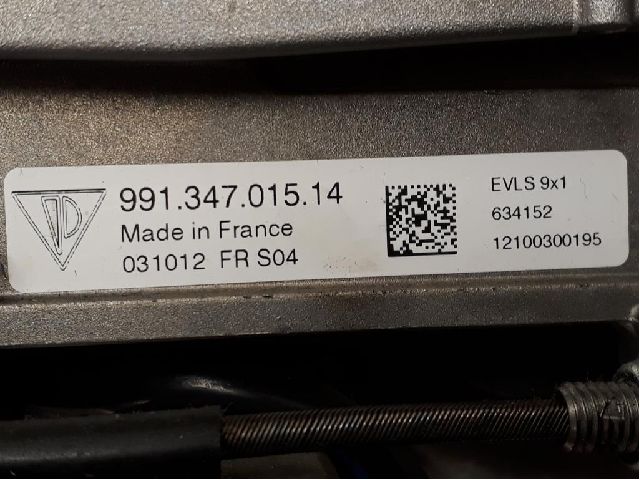 991.347.015.14
Made in France
031012 FR S04
EVLS 9x1
634152
12100300195